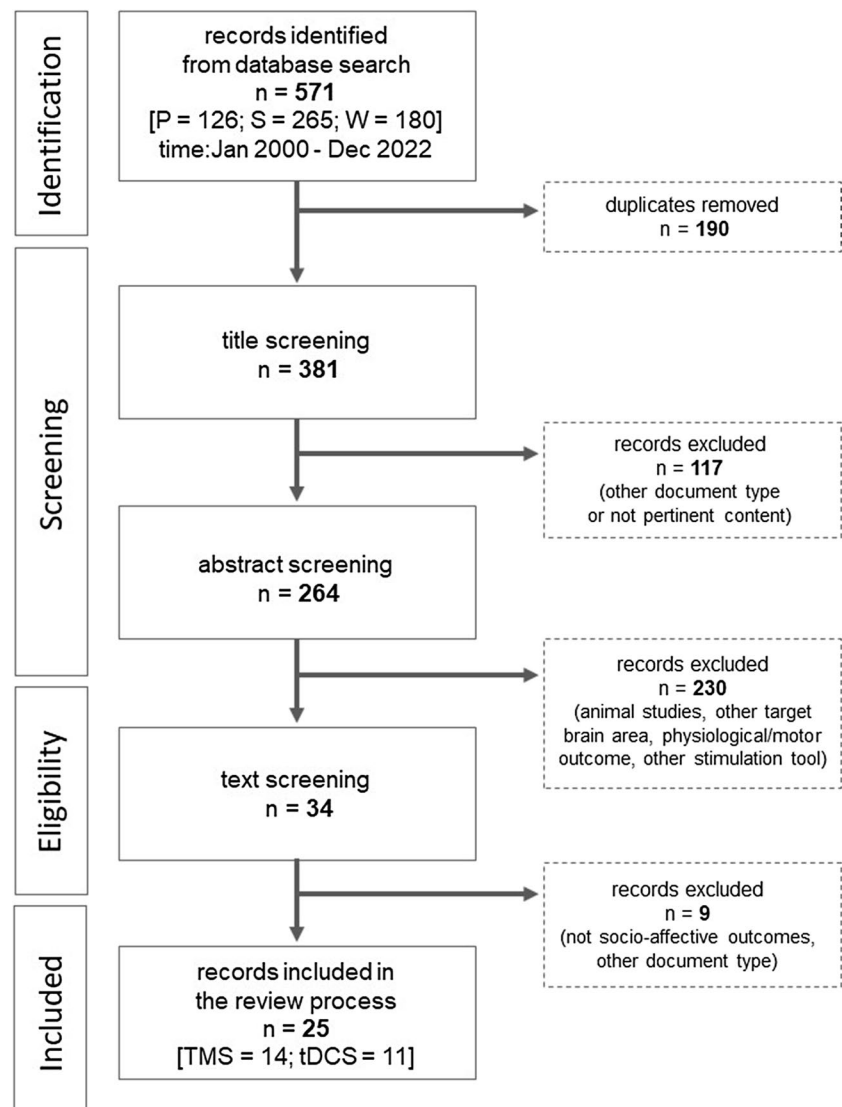 Identification
records identified
from database search
n = 571
[P = 126; S = 265; W = 180]
time:Jan 2000 - Dec 2022
duplicates removed
n = 190
Screening
title screening
n = 381
records excluded
n = 117
(other document type
or not pertinent content)
abstract screening
n = 264
records excluded
n = 230
(animal studies, other target
brain area, physiological/motor
outcome, other stimulation tool)
Eligibility
text screening
n = 34
records excluded
n = 9
(not socio-affective outcomes,
other document type)
Included
records included in
the review process
n = 25
[TMS = 14; tDCS = 11]